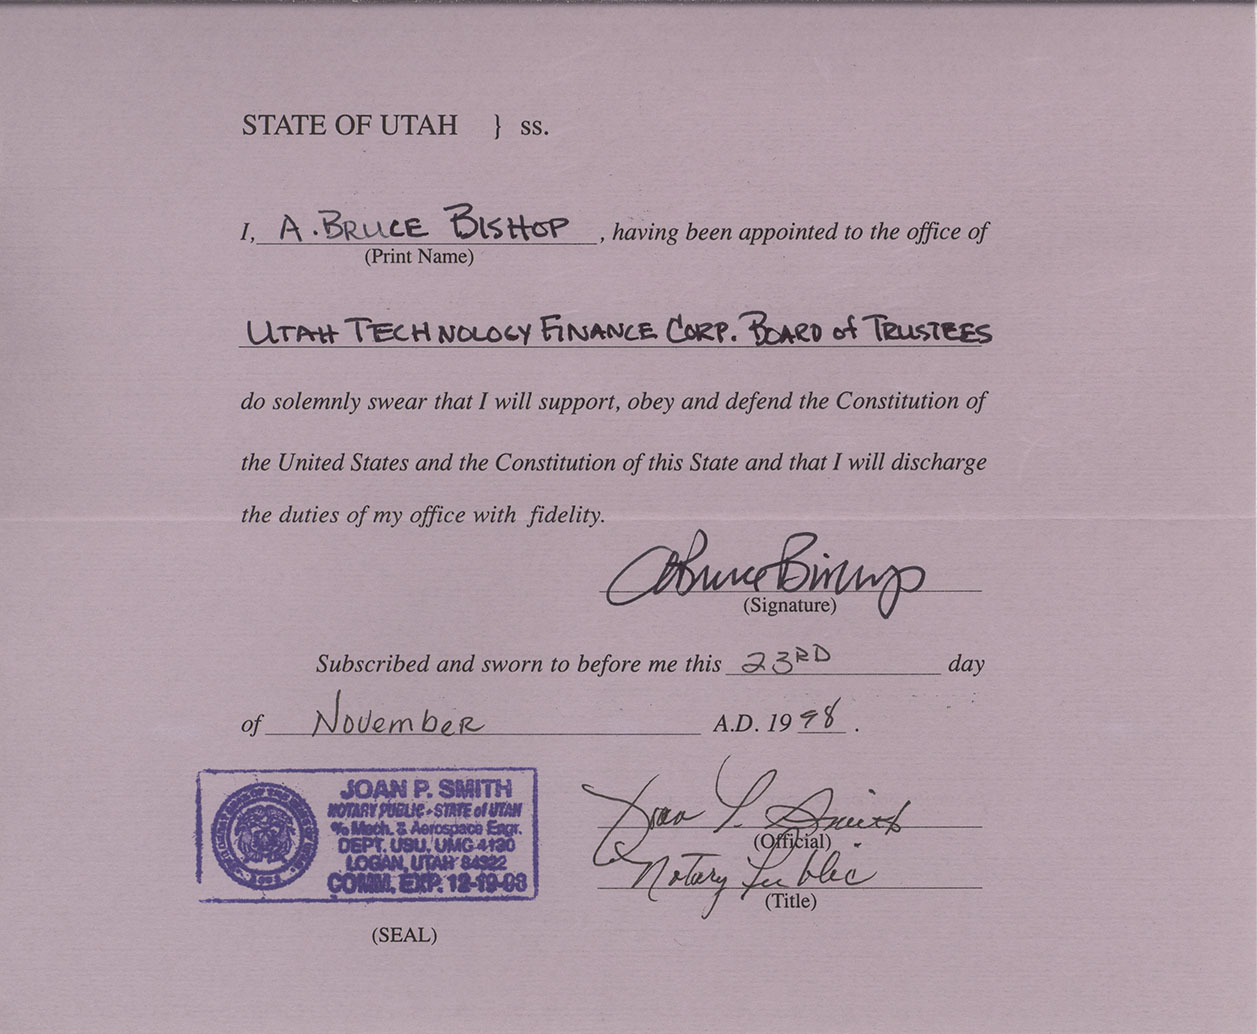 STATE OF UTAH } ss.
I, A. BRUCE BISHOP, having been appointed to the office of
(Print Name)
UTAH TECHNOLOGY FINANCE CORP. BOARD of TRUSTEES
do solemnly swear that I will support, obey and defend the Constitution of
the United States and the Constitution of this State and that I will discharge
the duties of my office with fidelity.
A Bruce Bishop
(Signature)
Subscribed and sworn to before me this 23RD day
of November A.D. 1998.
JOAN P. SMITH
NOTARY PUBLIC • STATE of UTAH
% Mech. & Aerospace Engr.
DEPT. USU, UMC 4130
LOGAN, UTAH 84322
COMM. EXP. 12-19-98
(SEAL)
Joan P. Smith
(Official)
Notary Public
(Title)